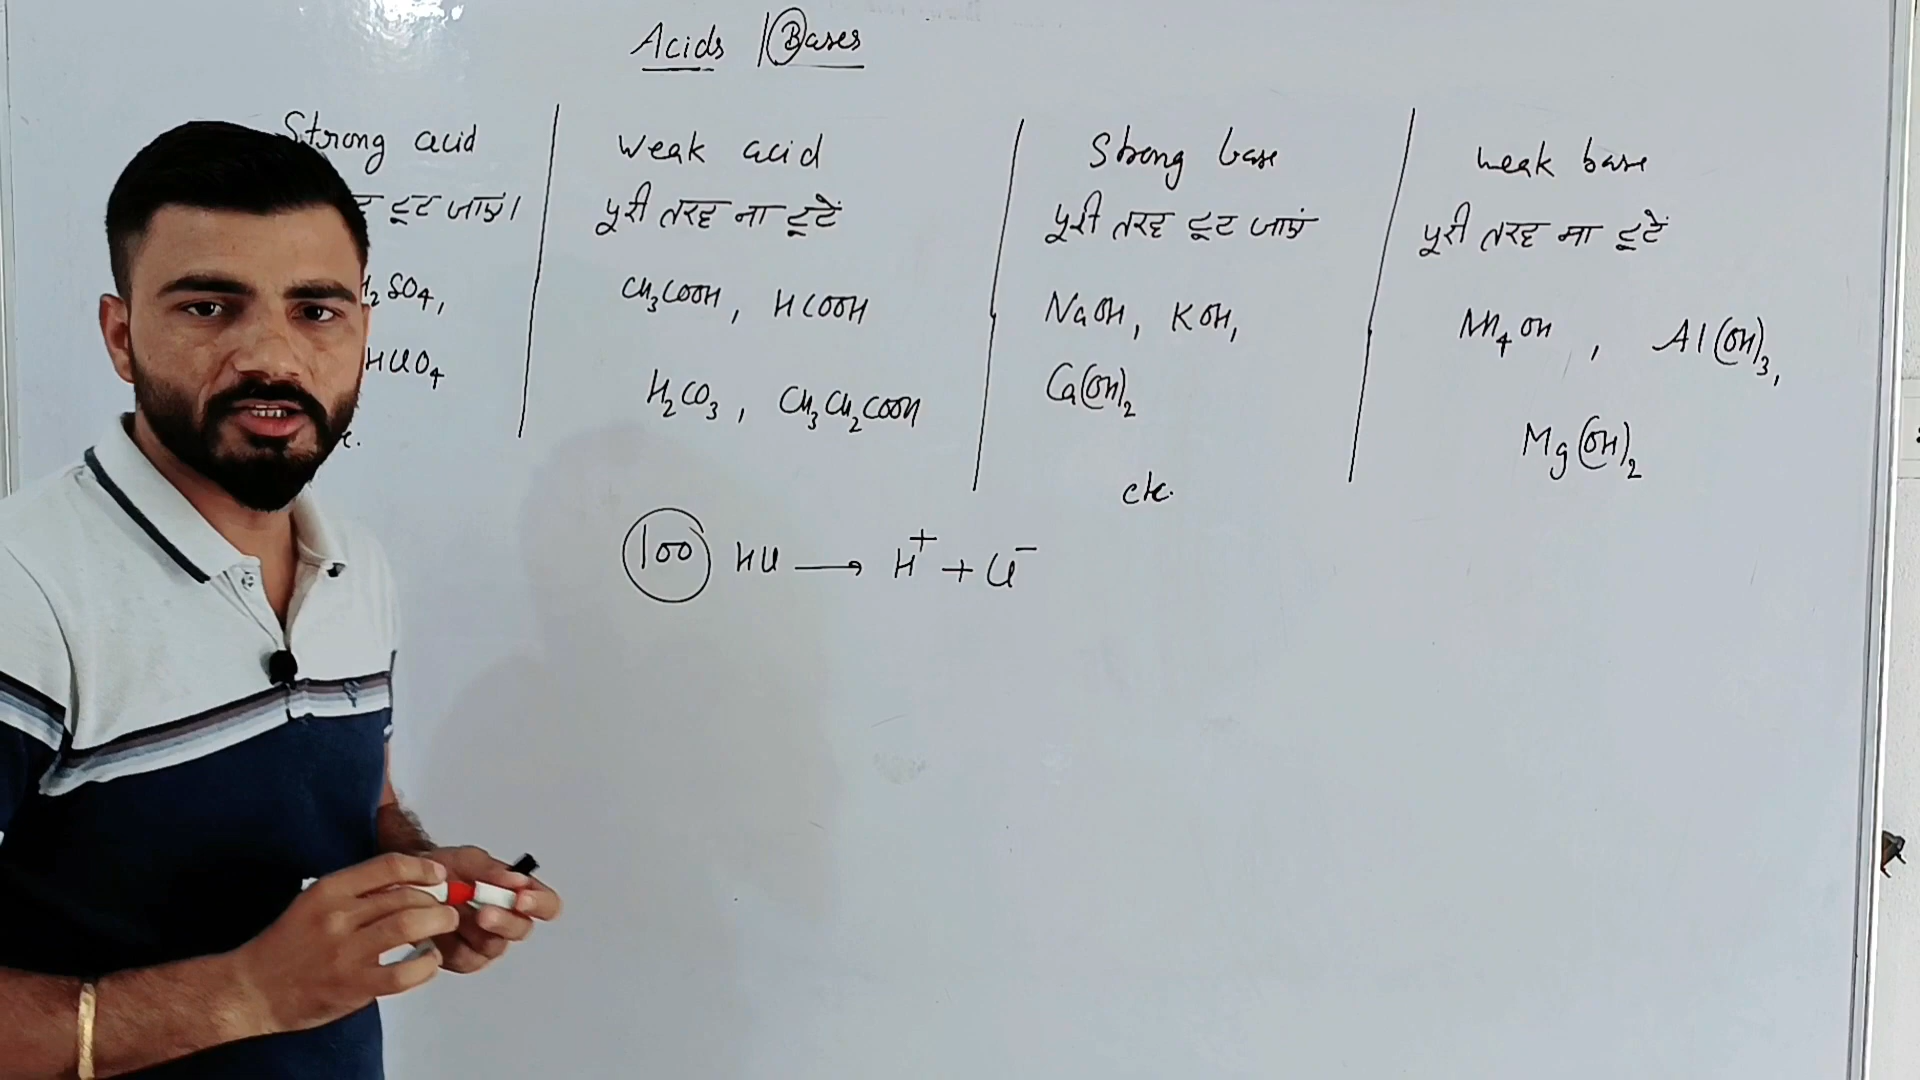 Acids | Bases
Strong acid
टूट जाएं।
H₂SO₄,
HClO₄
weak acid
पूरी तरह ना टूटें
CH₃COOH, HCOOH
H₂CO₃, CH₃CH₂COOH
Strong base
पूरी तरह टूट जाएं
NaOH, KOH,
Ca(OH)₂
etc.
weak base
पूरी तरह ना टूटें
NH₄OH, Al(OH)₃,
Mg(OH)₂
100 HCl → H⁺ + Cl⁻